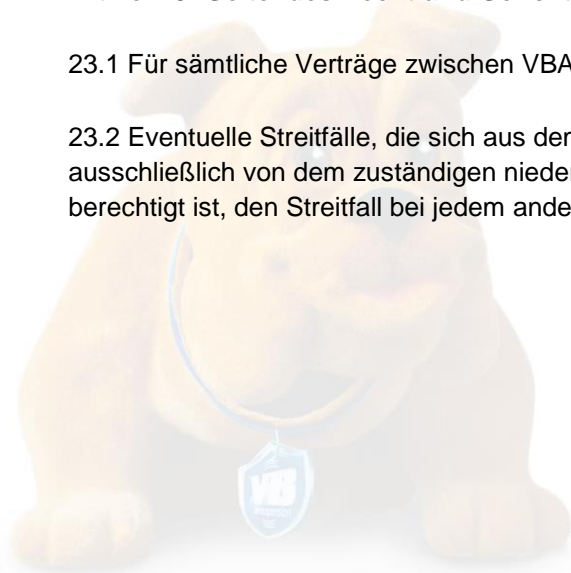 23.1 Für sämtliche Verträge zwischen VBA
23.2 Eventuelle Streitfälle, die sich aus der
ausschließlich von dem zuständigen nieder
berechtigt ist, den Streitfall bei jedem ande
VB